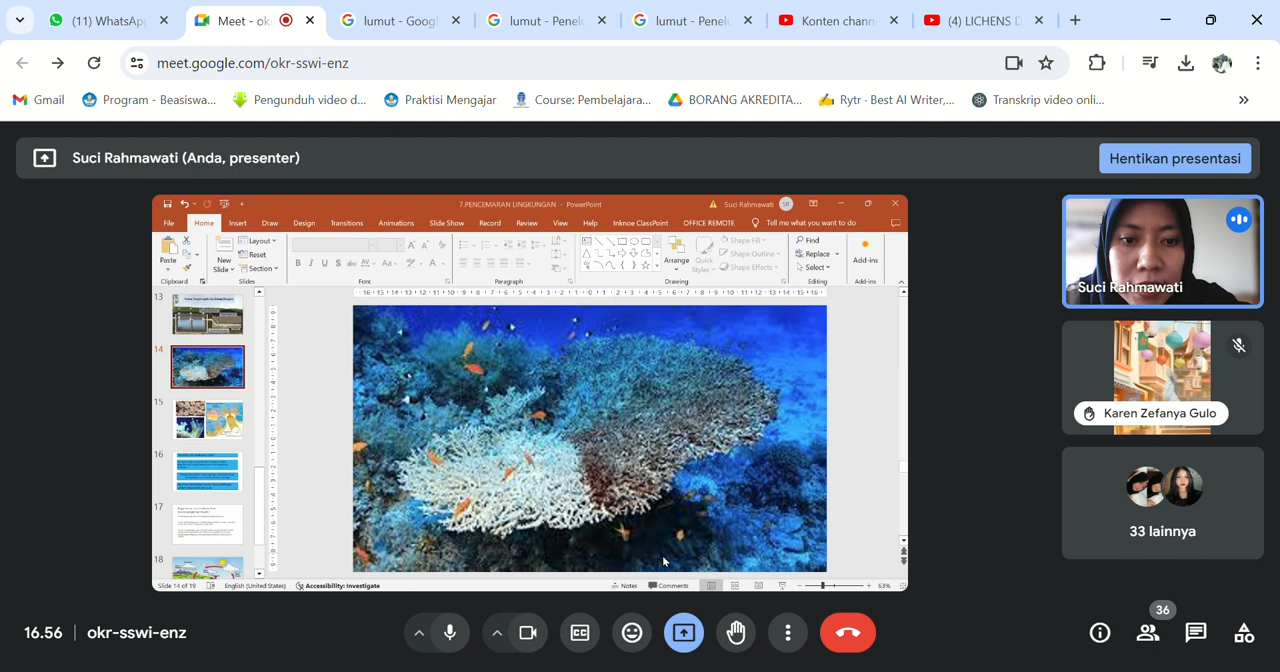 (11) WhatsApp
Meet - ok
lumut - Googl
lumut - Penel
lumut - Penel
Konten chann
(4) LICHENS D
meet.google.com/okr-sswi-enz
Gmail
Program - Beasiswa...
Pengunduh video d...
Praktisi Mengajar
Course: Pembelajara...
BORANG AKREDITA...
Rytr - Best AI Writer,...
Transkrip video onli...
Suci Rahmawati (Anda, presenter)
Hentikan presentasi
7.PENCEMARAN LINGKUNGAN - PowerPoint
Suci Rahmawati
SR
File Home Insert Draw Design Transitions Animations Slide Show Record Review View Help Inknoe ClassPoint OFFICE REMOTE Tell me what you want to do
Paste
New
Slide
Layout
Reset
Section
Arrange
Quick
Styles
Shape Fill
Shape Outline
Shape Effects
Find
Replace
Select
Add-ins
Clipboard Slides Font Paragraph Drawing Editing Add-ins
13
14
15
16
17
18
Slide 14 of 19 English (United States) Accessibility: Investigate Notes Comments 63%
Suci Rahmawati
Karen Zefanya Gulo
33 lainnya
16.56 okr-sswi-enz
36